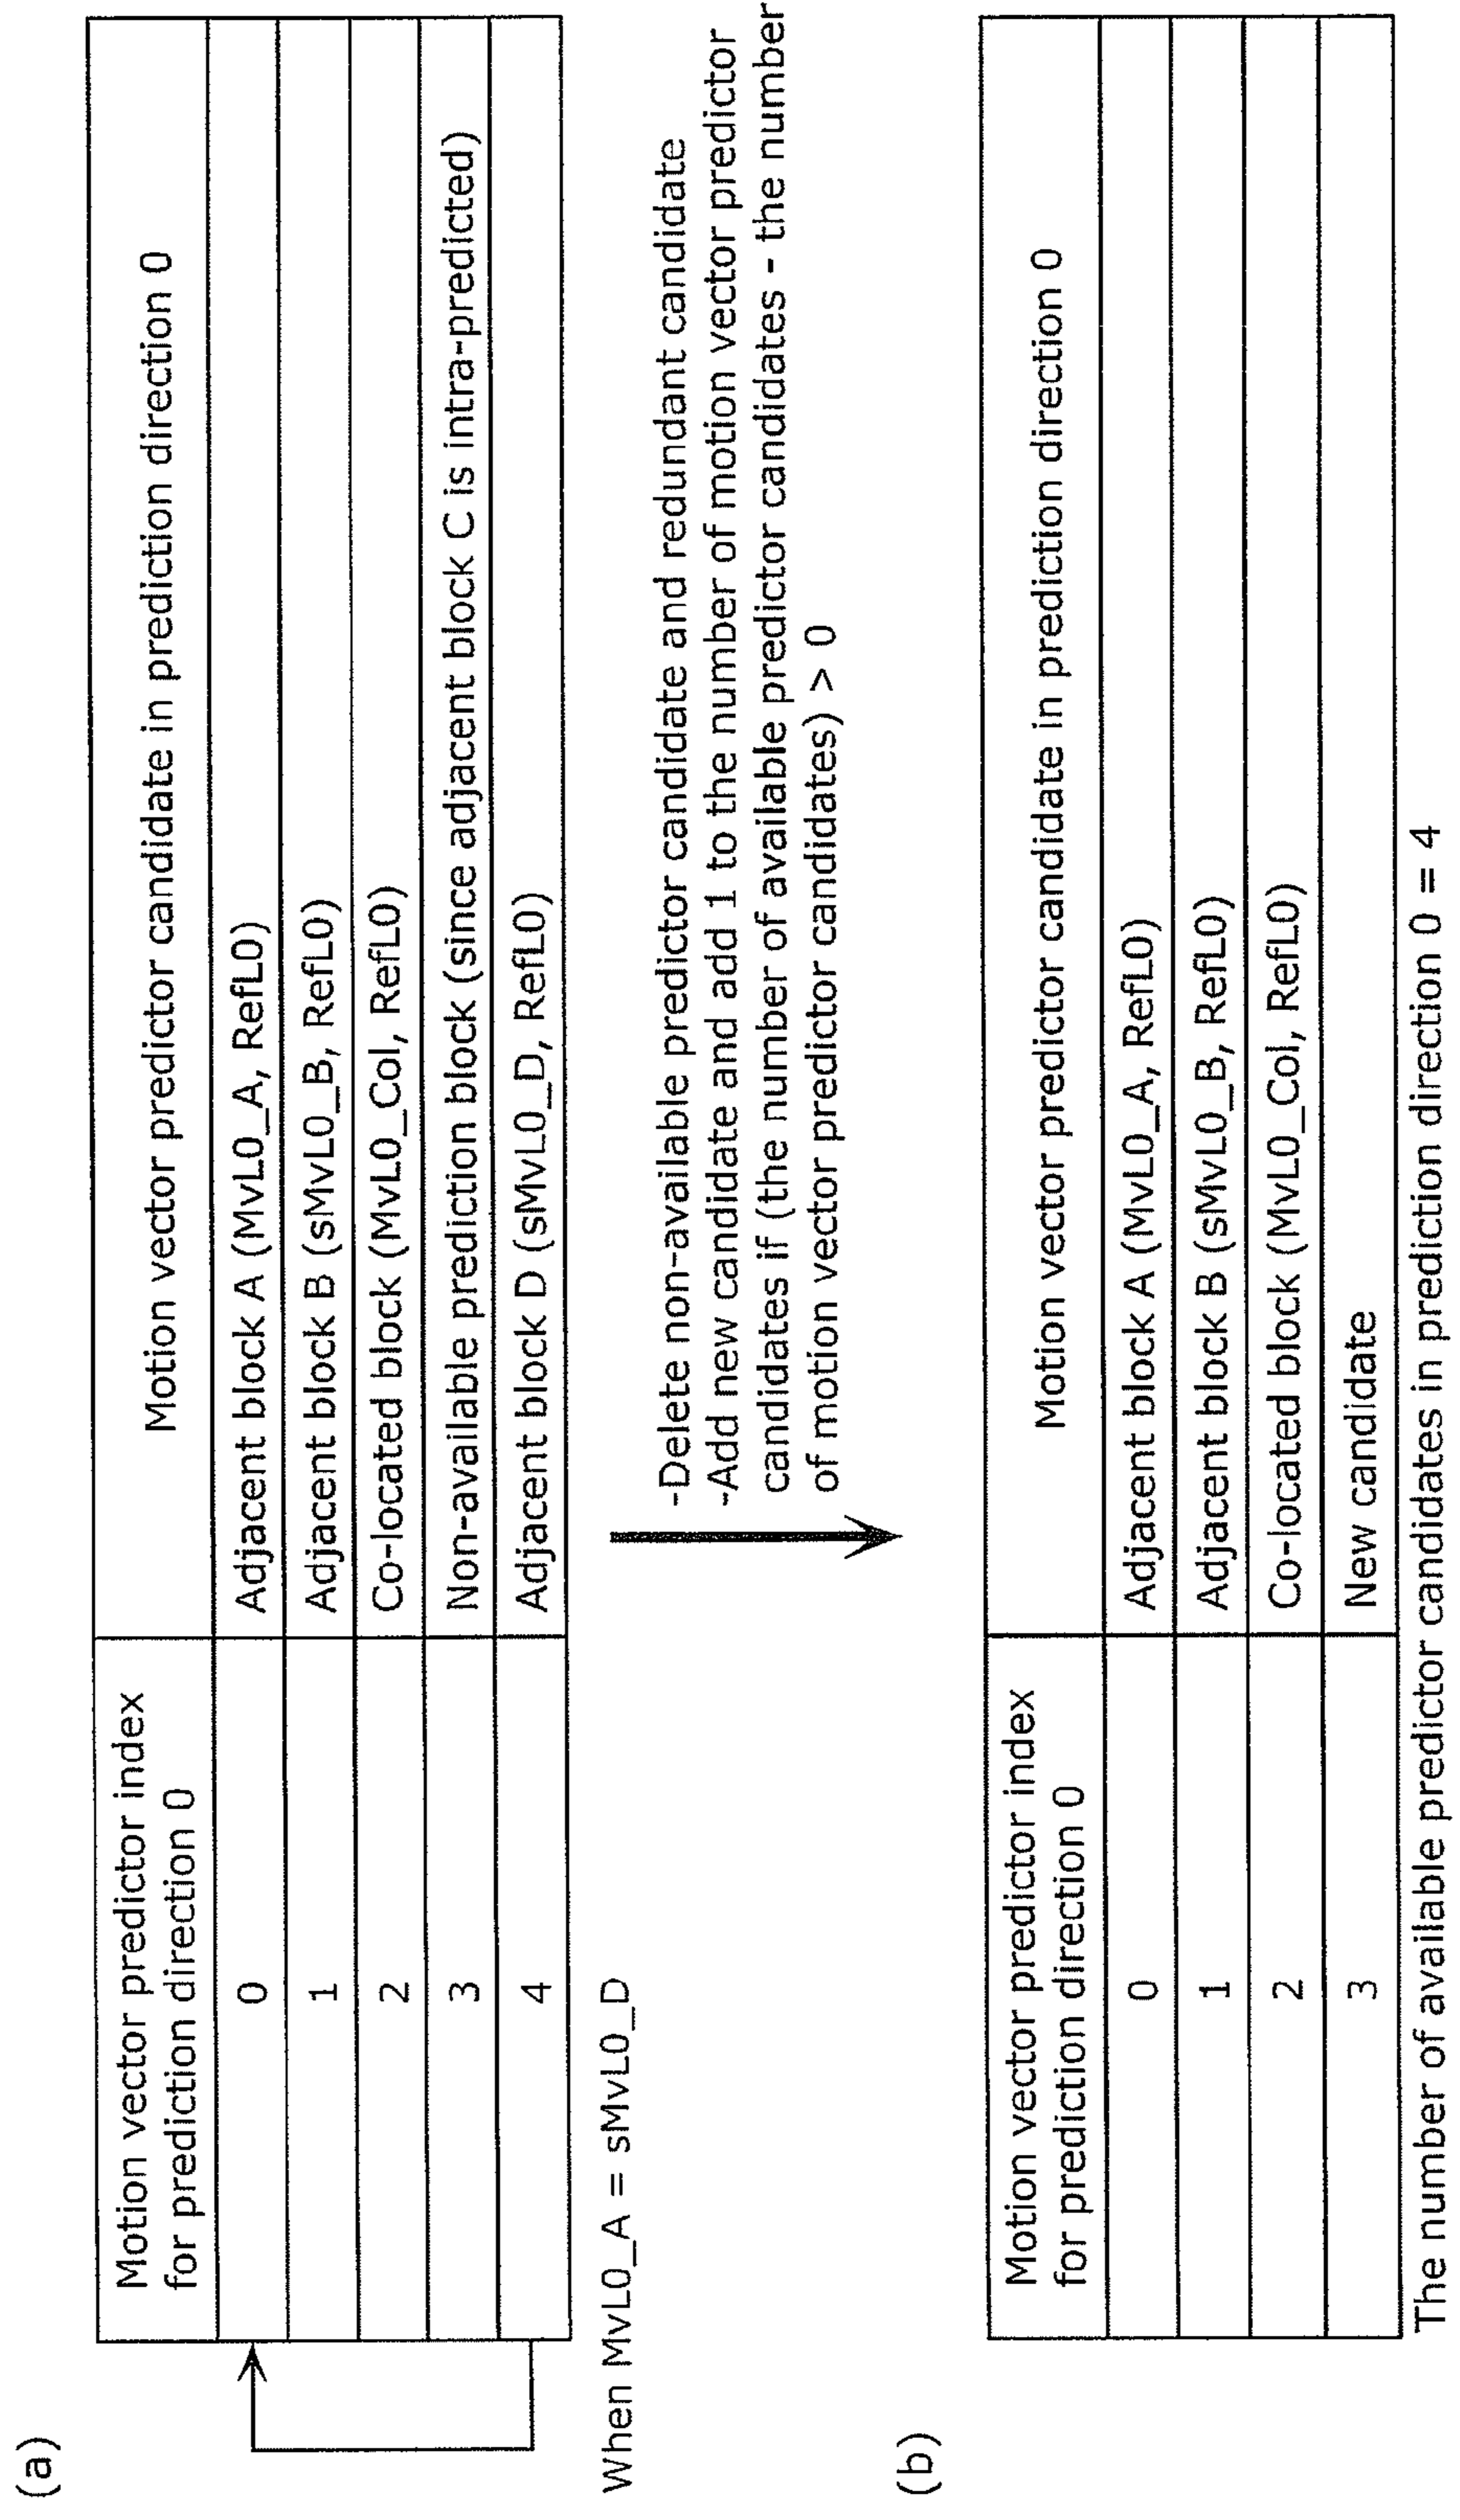 (a)
Motion vector predictor index
for prediction direction 0
Motion vector predictor candidate in prediction direction 0
0
Adjacent block A (MvL0_A, RefL0)
1
Adjacent block B (sMvL0_B, RefL0)
2
Co-located block (MvL0_Col, RefL0)
3
Non-available prediction block (since adjacent block C is intra-predicted)
4
Adjacent block D (sMvL0_D, RefL0)
When MvL0_A = sMvL0_D
-Delete non-available predictor candidate and redundant candidate
-Add new candidate and add 1 to the number of motion vector predictor
candidates if (the number of available predictor candidates - the number
of motion vector predictor candidates) > 0
(b)
Motion vector predictor index
for prediction direction 0
Motion vector predictor candidate in prediction direction 0
0
Adjacent block A (MvL0_A, RefL0)
1
Adjacent block B (sMvL0_B, RefL0)
2
Co-located block (MvL0_Col, RefL0)
3
New candidate
The number of available predictor candidates in prediction direction 0 = 4